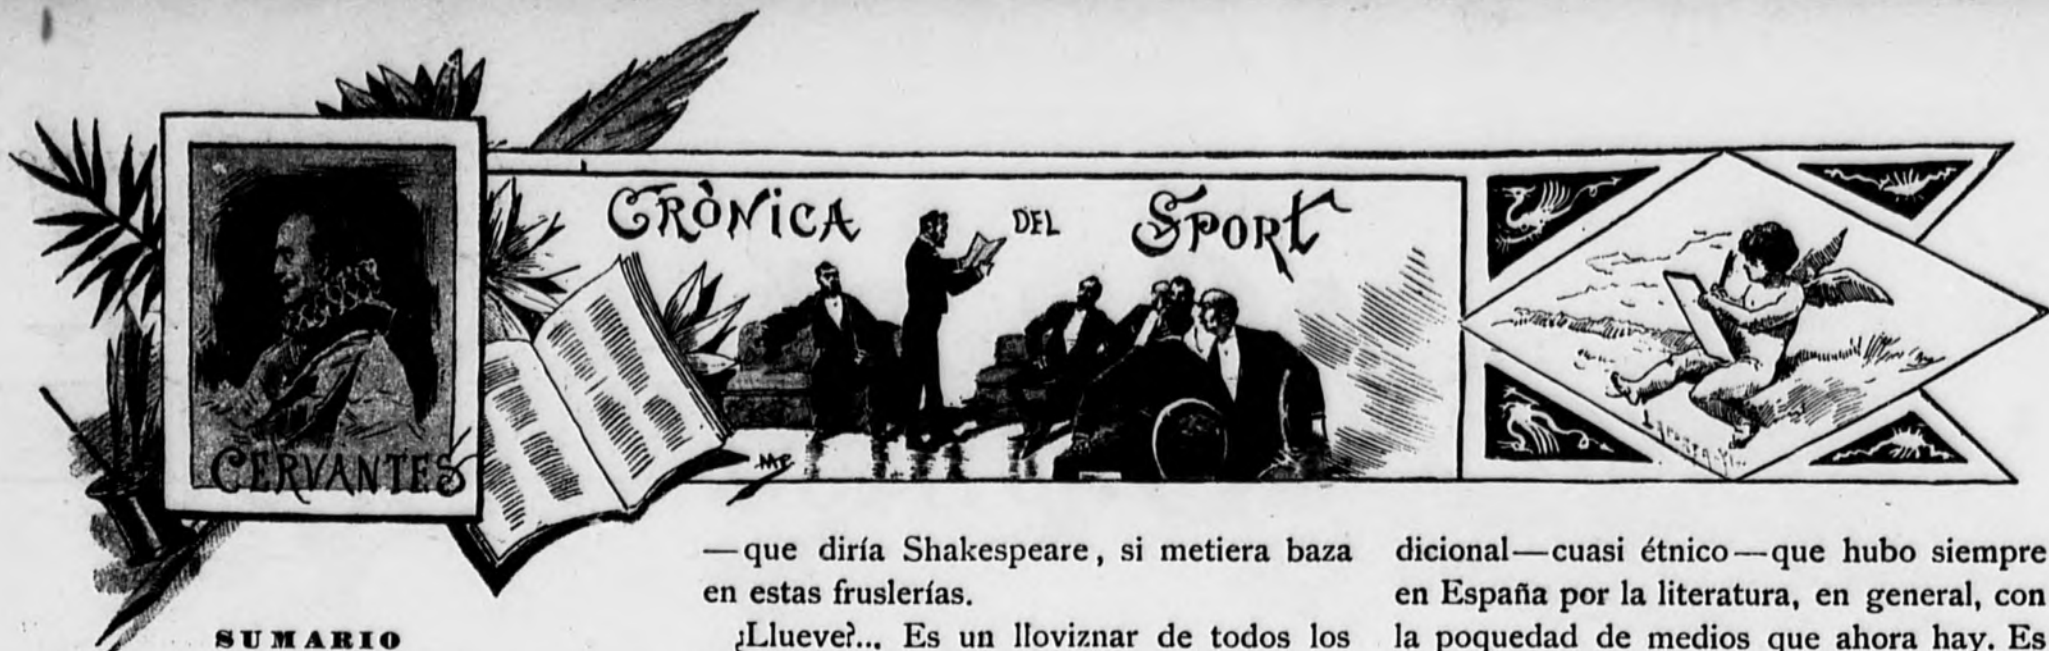 CRÒNICA DEL SPORT
CERVANTES
MP
SUMARIO
—que diría Shakespeare, si metiera baza
en estas fruslerías.
¿Llueve?... Es un lloviznar de todos los
dicional—cuasi étnico—que hubo siempre
en España por la literatura, en general, con
la poquedad de medios que ahora hay. Es